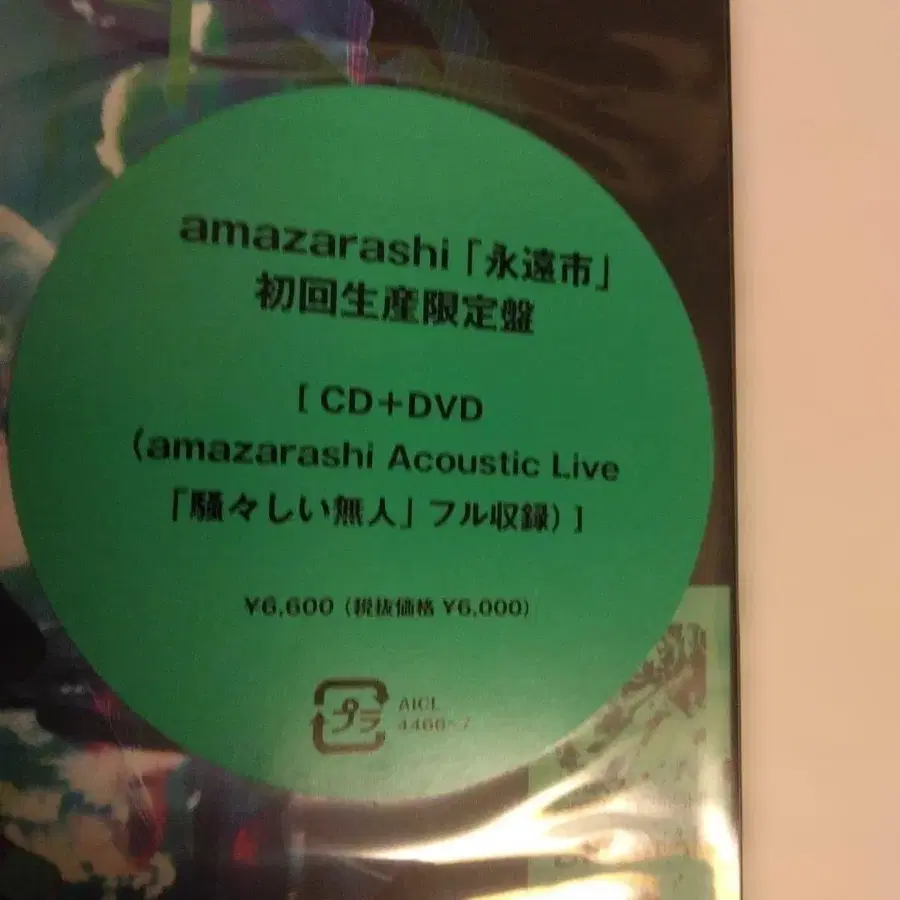 amazarashi「永遠市」
初回生産限定盤
[ CD+DVD
(amazarashi Acoustic Live
「騒々しい無人」フル収録) ]
¥6,600 (税抜価格 ¥6,000)
プラ
AICL